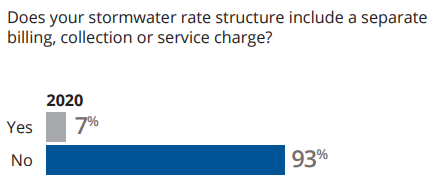 Does your stormwater rate structure include a separate
billing, collection or service charge?
2020
Yes 7%
No 93%